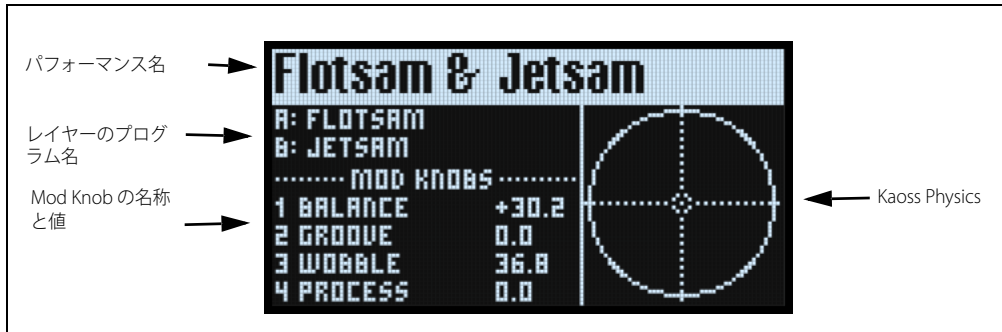 パフォーマンス名
Flotsam & Jetsam
レイヤーのプログ
ラム名
A: FLOTSAM
B: JETSAM
Mod Knob の名称
と値
MOD KNOBS
1 BALANCE +30.2
2 GROOVE 0.0
3 WOBBLE 36.8
4 PROCESS 0.0
Kaoss Physics